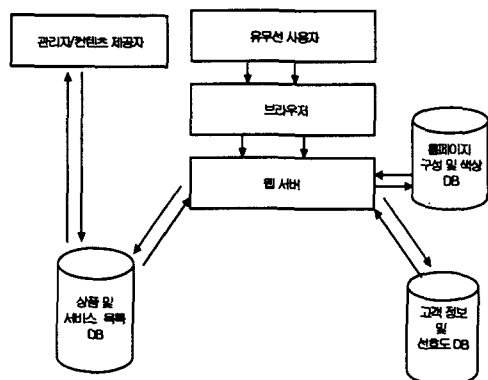 관리자/컨텐츠 제공자
유무선 사용자
브라우저
웹 서버
홈페이지
구성 및 색상
DB
상품 및
서비스 목록
DB
고객 정보
및
선호도 DB